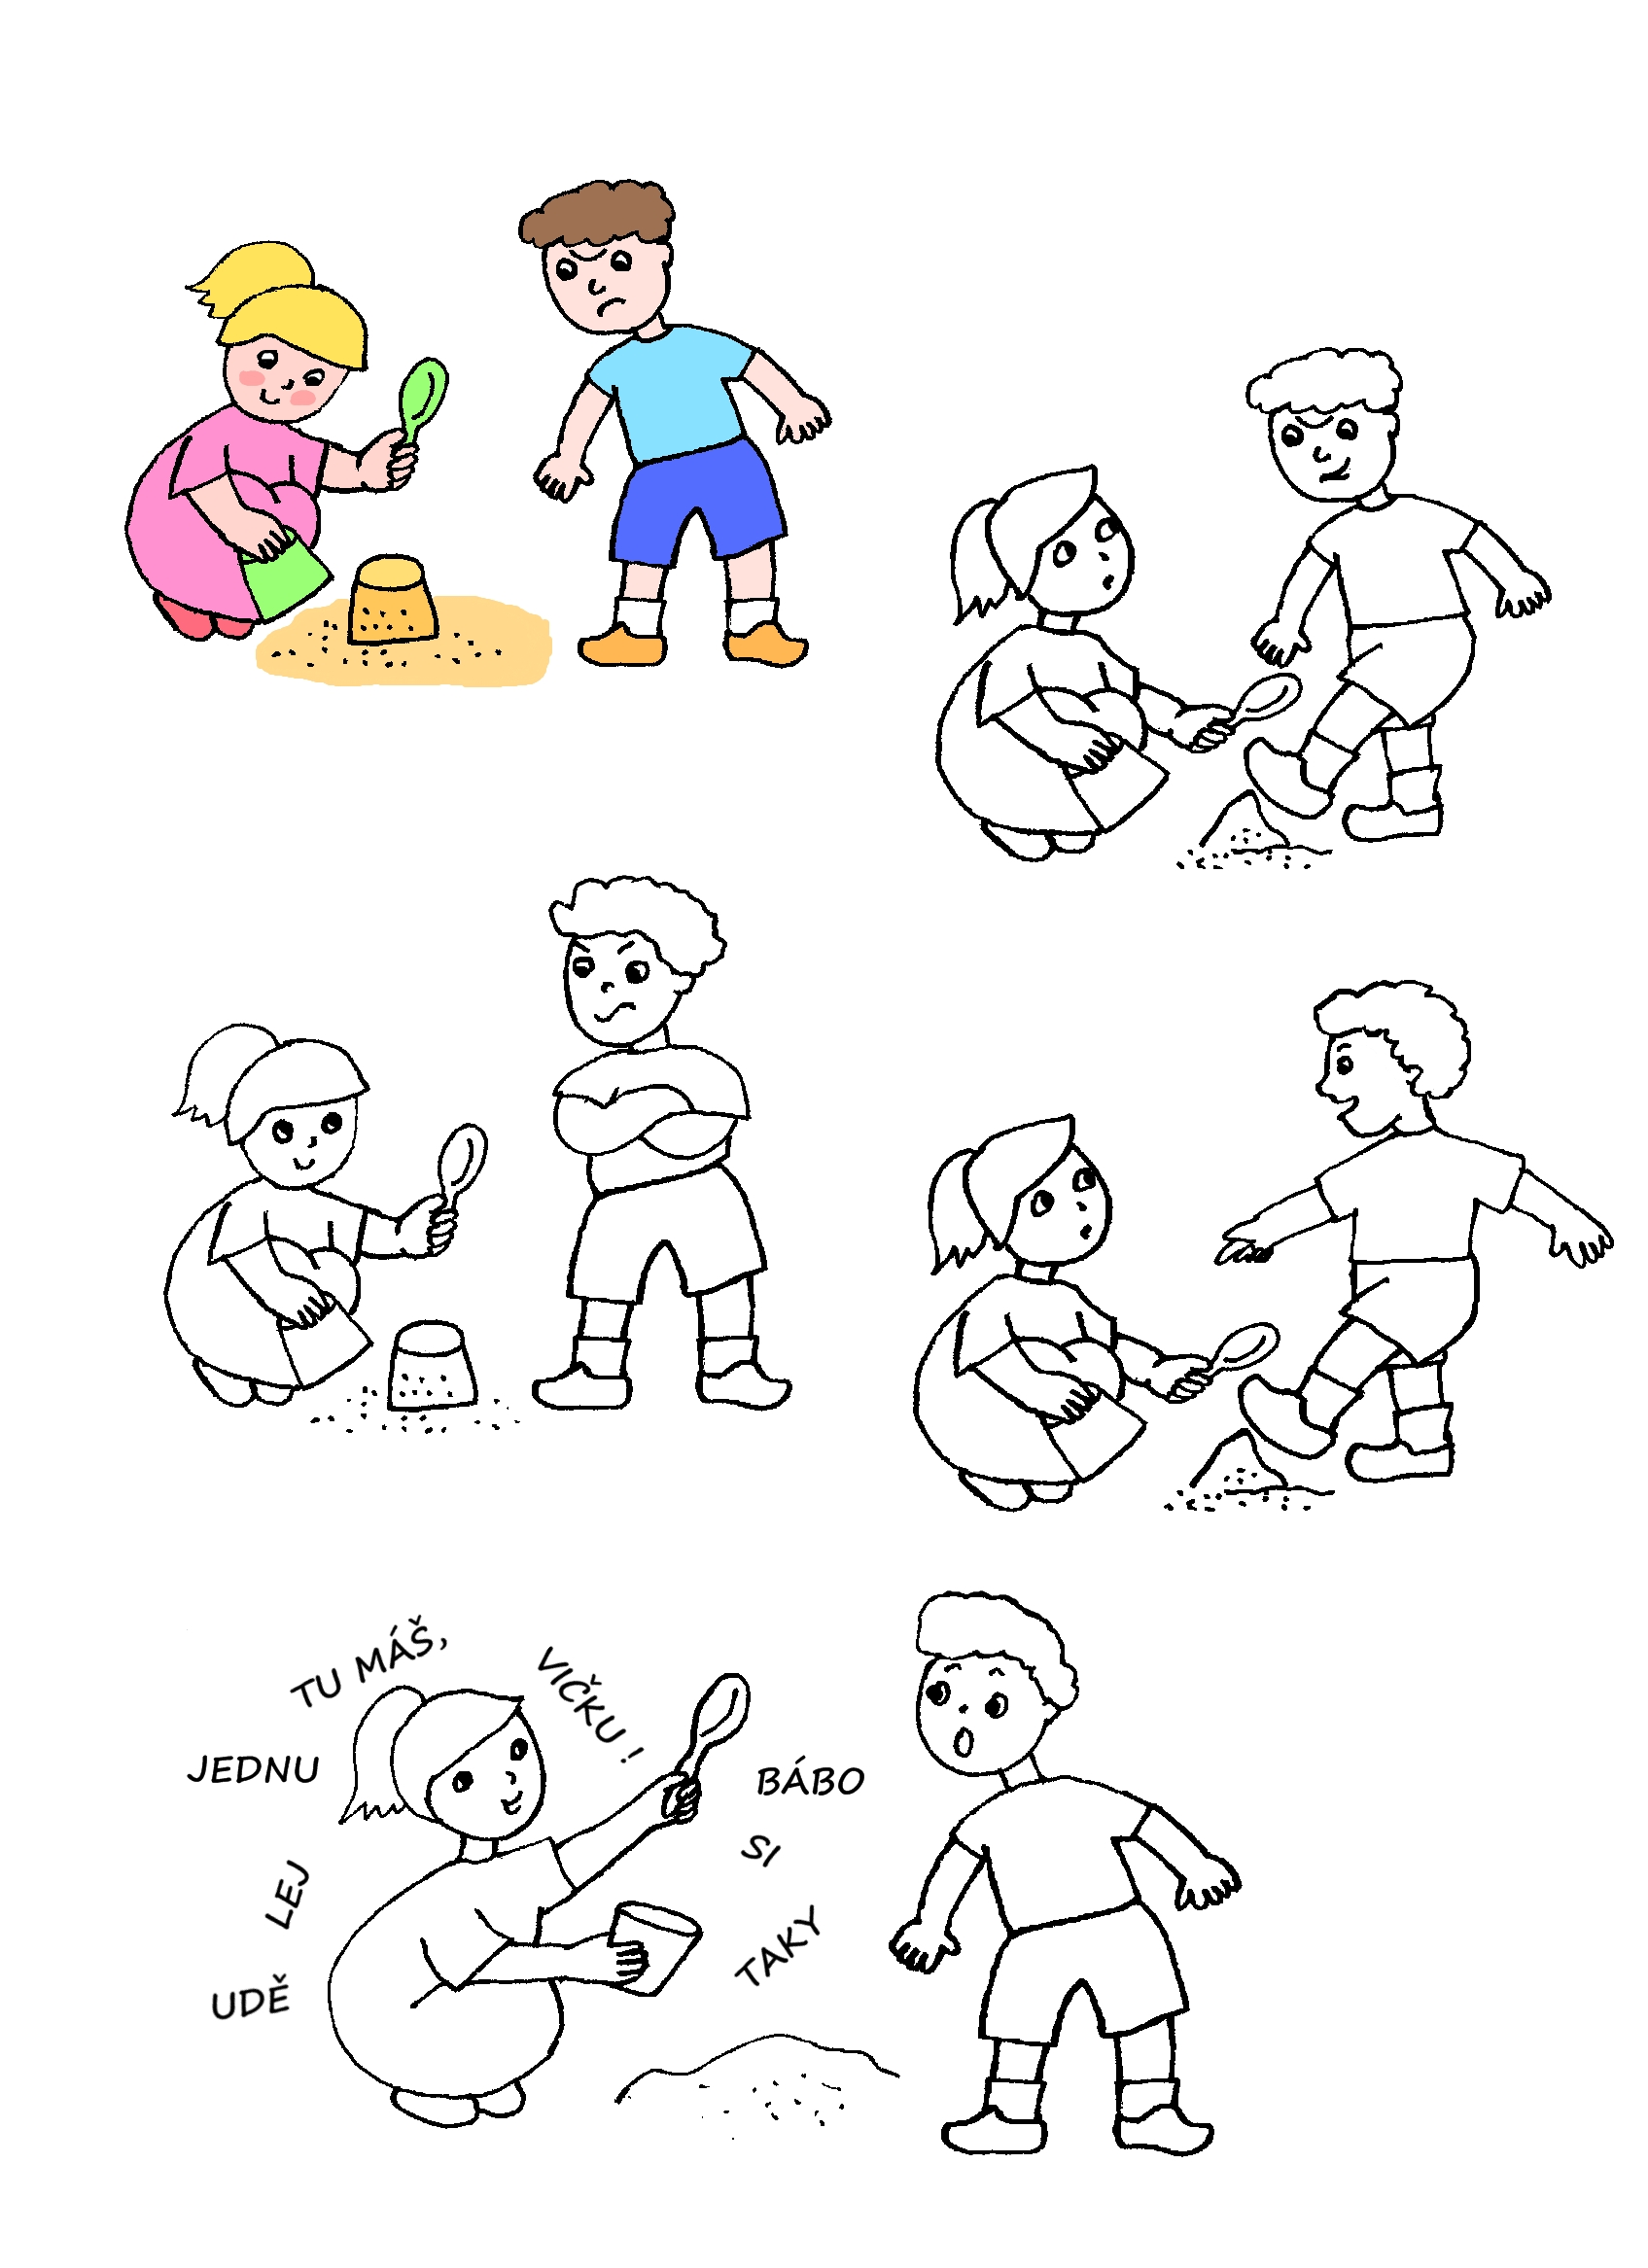 TU MÁŠ,
VIČKU !
JEDNU
BÁBO
SI
LEJ
TAKY
UDĚ